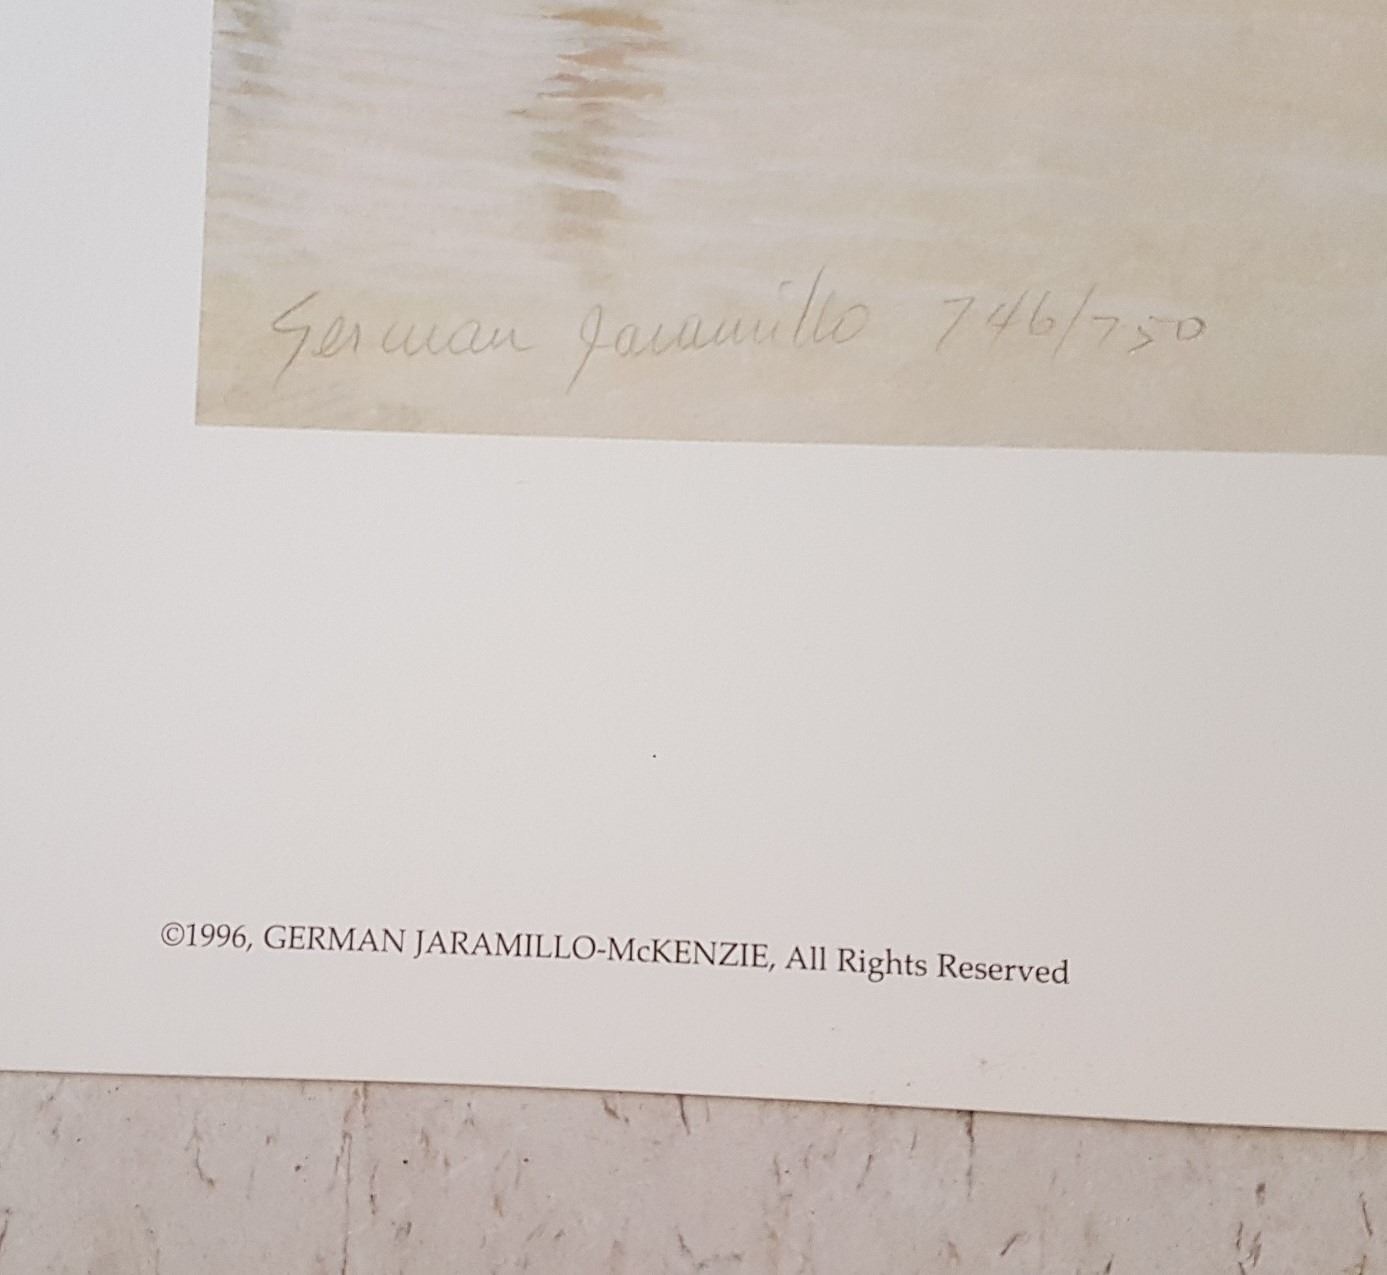 German Jaramillo 746/750
©1996, GERMAN JARAMILLO-McKENZIE, All Rights Reserved